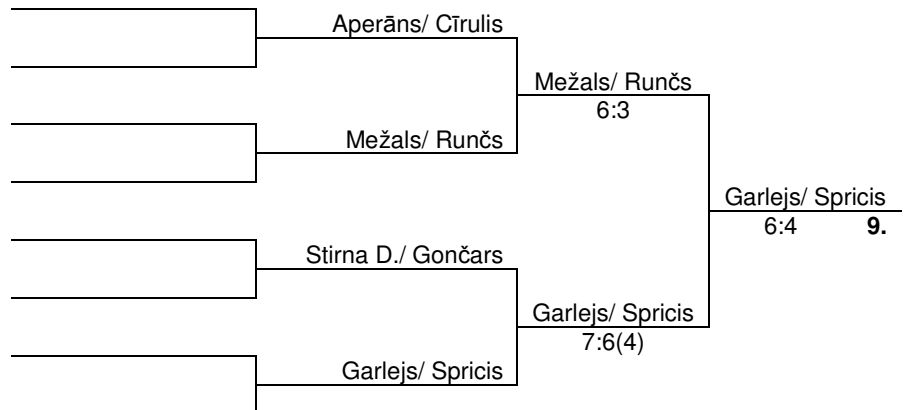 Aperāns/ Cīrulis
Mežals/ Runčs
6:3
Mežals/ Runčs
Garlejs/ Spricis
6:4 9.
Stirna D./ Gončars
Garlejs/ Spricis
7:6(4)
Garlejs/ Spricis